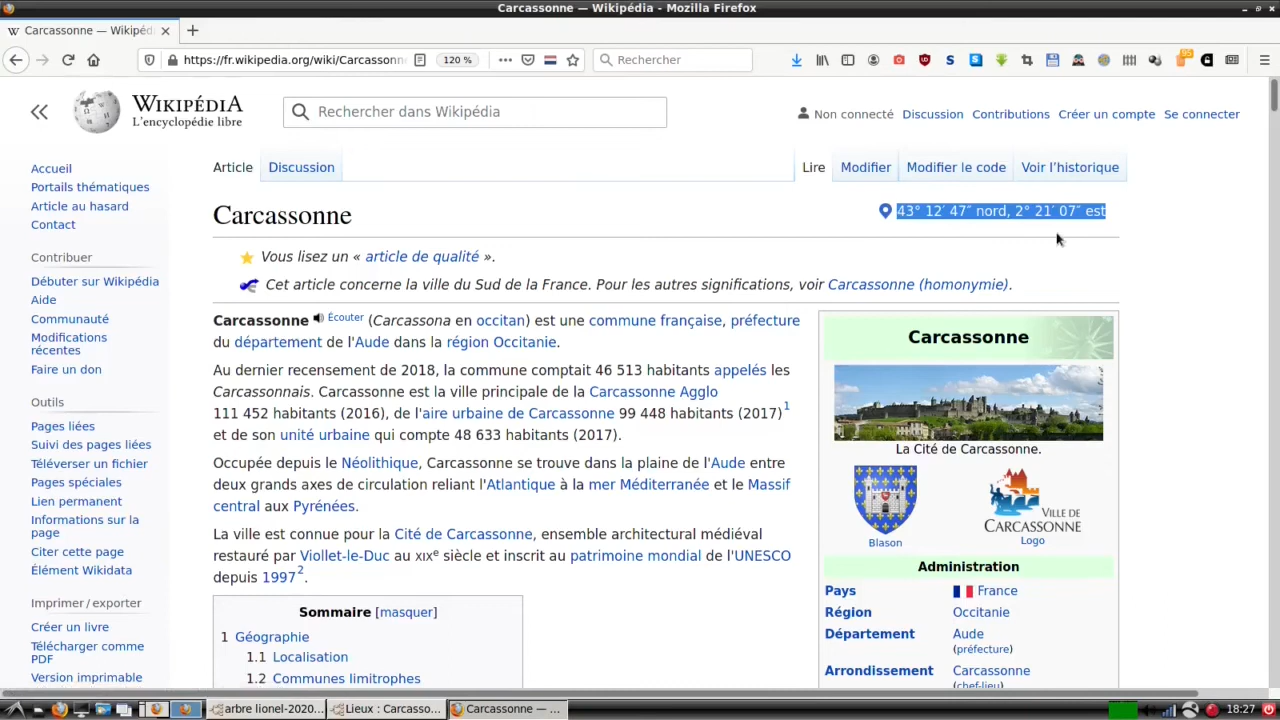 Carcassonne — Wikipédia - Mozilla Firefox
Carcassonne — Wikipéd
https://fr.wikipedia.org/wiki/Carcassonn
120 %
Rechercher
WIKIPÉDIA
L'encyclopédie libre
Rechercher dans Wikipédia
Non connecté Discussion Contributions Créer un compte Se connecter
Accueil
Portails thématiques
Article au hasard
Contact
Contribuer
Débuter sur Wikipédia
Aide
Communauté
Modifications
récentes
Faire un don
Outils
Pages liées
Suivi des pages liées
Téléverser un fichier
Pages spéciales
Lien permanent
Informations sur la
page
Citer cette page
Élément Wikidata
Imprimer / exporter
Créer un livre
Télécharger comme
PDF
Version imprimable
Article Discussion
Lire Modifier Modifier le code Voir l'historique
Carcassonne
43° 12′ 47″ nord, 2° 21′ 07″ est
Vous lisez un « article de qualité ».
Cet article concerne la ville du Sud de la France. Pour les autres significations, voir Carcassonne (homonymie).
Carcassonne Écouter (Carcassona en occitan) est une commune française, préfecture
du département de l'Aude dans la région Occitanie.
Au dernier recensement de 2018, la commune comptait 46 513 habitants appelés les
Carcassonnais. Carcassonne est la ville principale de la Carcassonne Agglo
111 452 habitants (2016), de l'aire urbaine de Carcassonne 99 448 habitants (2017)1
et de son unité urbaine qui compte 48 633 habitants (2017).
Occupée depuis le Néolithique, Carcassonne se trouve dans la plaine de l'Aude entre
deux grands axes de circulation reliant l'Atlantique à la mer Méditerranée et le Massif
central aux Pyrénées.
La ville est connue pour la Cité de Carcassonne, ensemble architectural médiéval
restauré par Viollet-le-Duc au XIXe siècle et inscrit au patrimoine mondial de l'UNESCO
depuis 19972.
Sommaire [masquer]
1 Géographie
1.1 Localisation
1.2 Communes limitrophes
Carcassonne
La Cité de Carcassonne.
VILLE DE
CARCASSONNE
Blason
Logo
Administration
Pays France
Région Occitanie
Département Aude
(préfecture)
Arrondissement Carcassonne
(chef-lieu)
arbre lionel-2020... Lieux : Carcasso... Carcassonne — ... 18:27